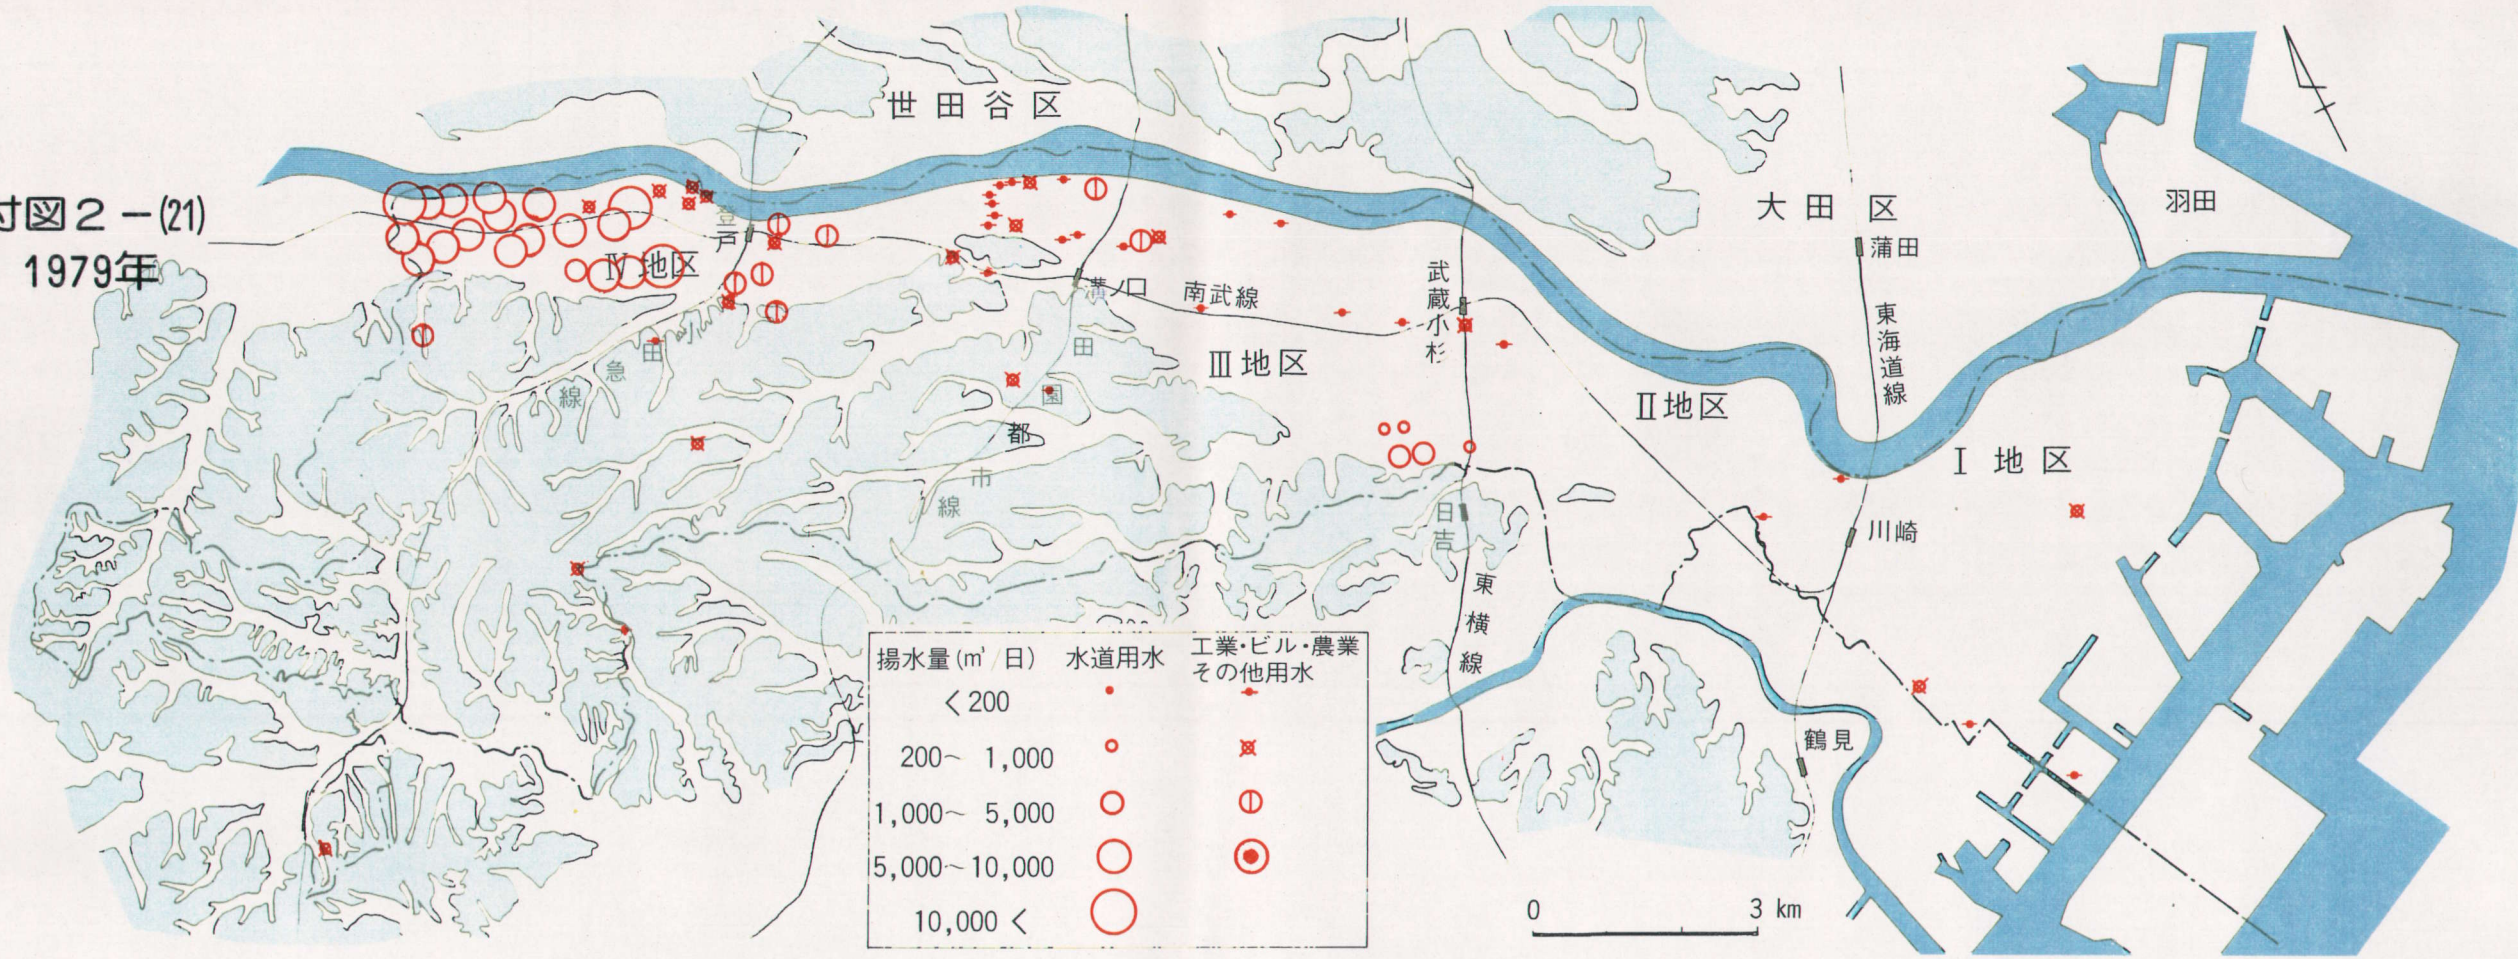 付図2-(21)
1979年
世田谷区
大田区
羽田
蒲田
東海道線
登戸
Ⅳ地区
溝ノ口
南武線
武蔵小杉
Ⅲ地区
Ⅱ地区
Ⅰ地区
小田急線
田園都市線
日吉
川崎
東横線
鶴見
揚水量(m³/日) 水道用水 工業・ビル・農業
その他用水
<200
200~ 1,000
1,000~ 5,000
5,000~10,000
10,000<
0 3 km